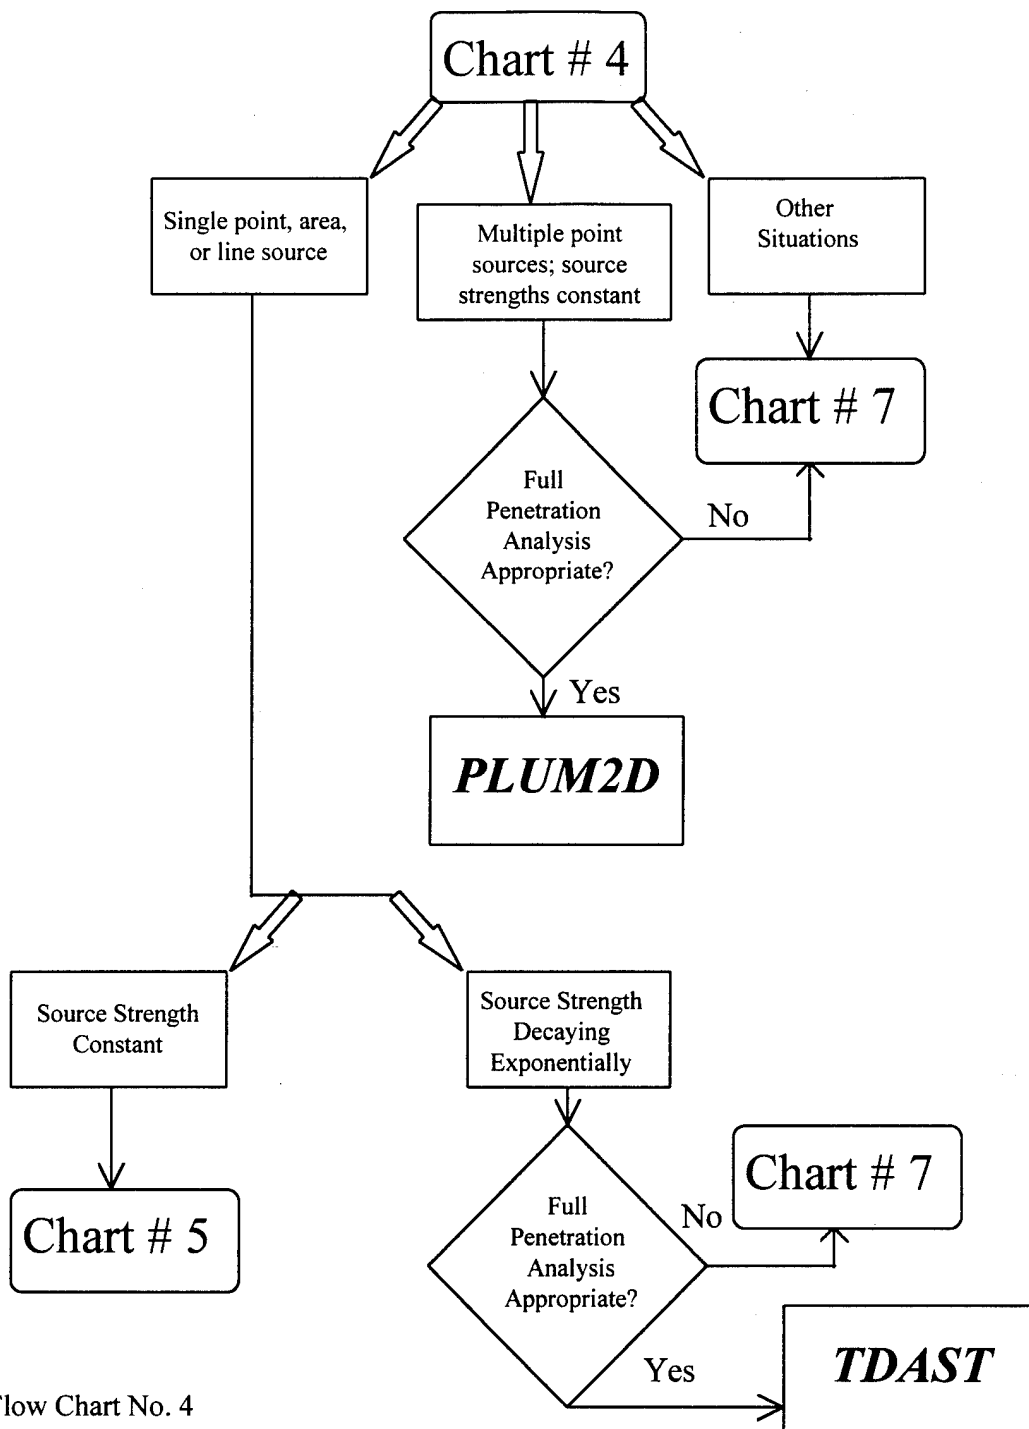 Chart # 4
Single point, area,
or line source
Multiple point
sources; source
strengths constant
Other
Situations
Chart # 7
Full
Penetration
Analysis
Appropriate?
No
Yes
PLUM2D
Source Strength
Constant
Source Strength
Decaying
Exponentially
Chart # 5
Full
Penetration
Analysis
Appropriate?
No
Chart # 7
Yes
TDAST
low Chart No. 4